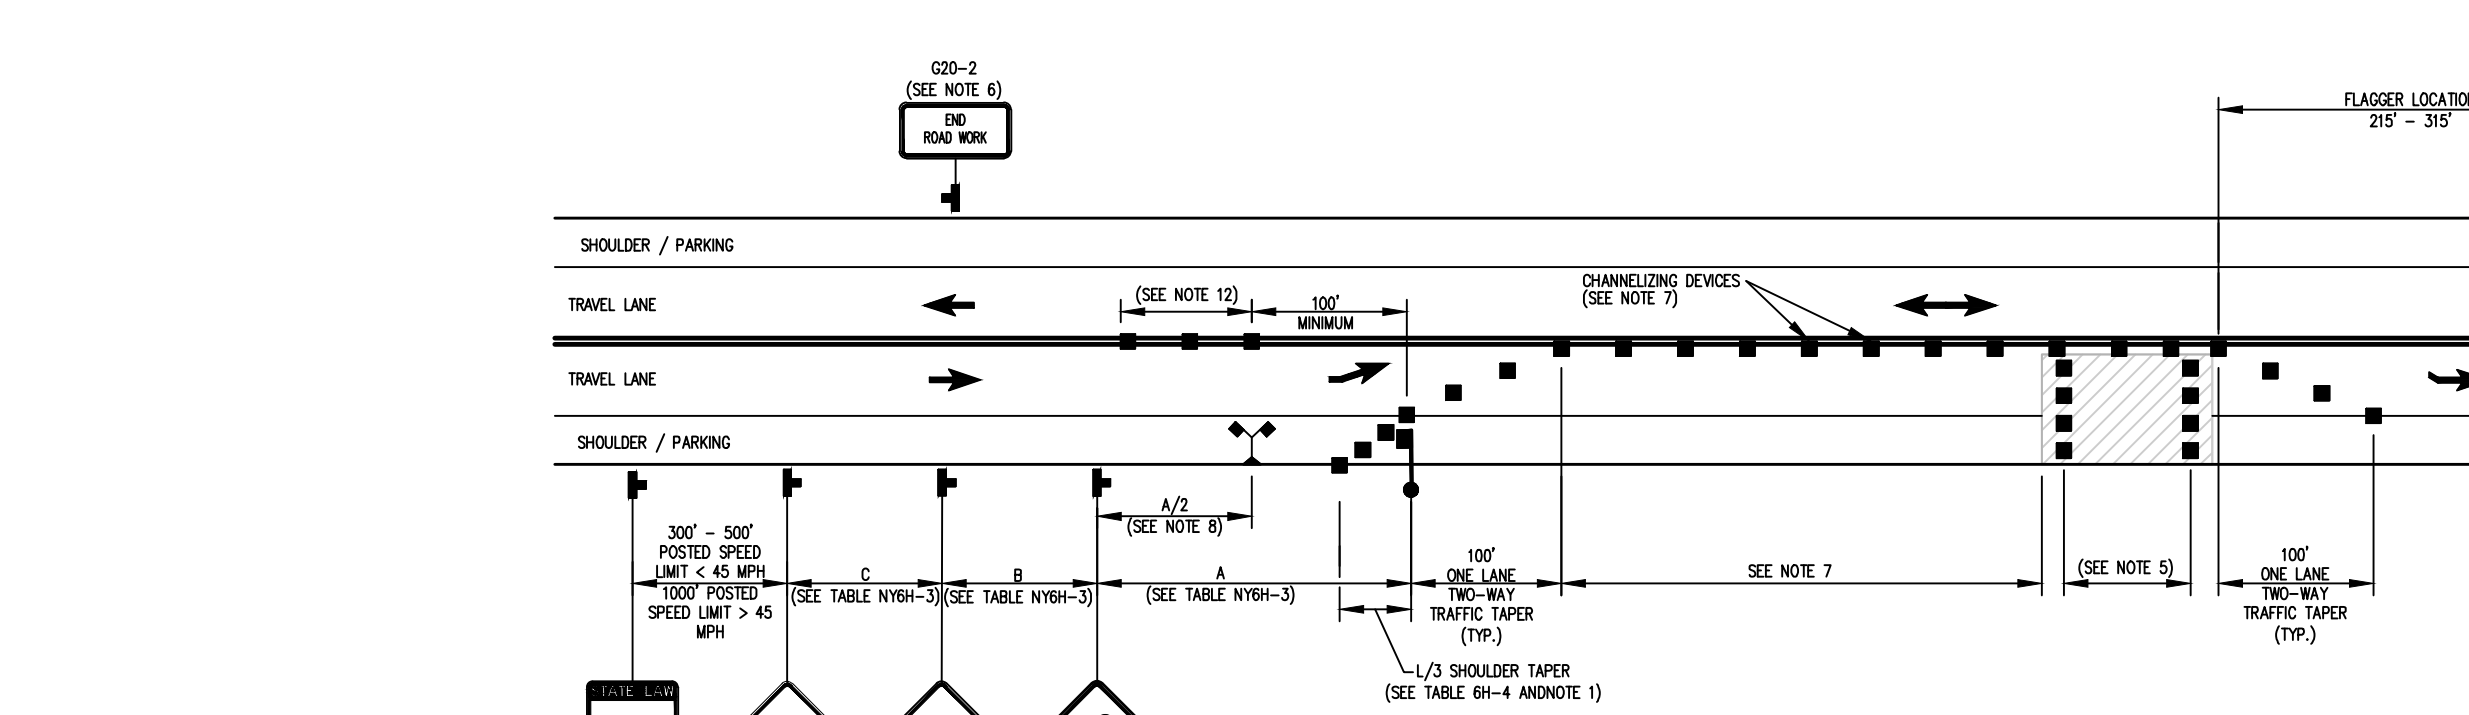 G20-2
(SEE NOTE 6)
END
ROAD WORK
FLAGGER LOCATION
215' - 315'
SHOULDER / PARKING
TRAVEL LANE
(SEE NOTE 12)
100'
MINIMUM
CHANNELIZING DEVICES
(SEE NOTE 7)
TRAVEL LANE
SHOULDER / PARKING
A/2
(SEE NOTE 8)
300' - 500'
POSTED SPEED
LIMIT < 45 MPH
1000' POSTED
SPEED LIMIT > 45
MPH
C
(SEE TABLE NY6H-3)
B
(SEE TABLE NY6H-3)
A
(SEE TABLE NY6H-3)
100'
ONE LANE
TWO-WAY
TRAFFIC TAPER
(TYP.)
SEE NOTE 7
(SEE NOTE 5)
100'
ONE LANE
TWO-WAY
TRAFFIC TAPER
(TYP.)
L/3 SHOULDER TAPER
(SEE TABLE 6H-4 ANDNOTE 1)
STATE LAW